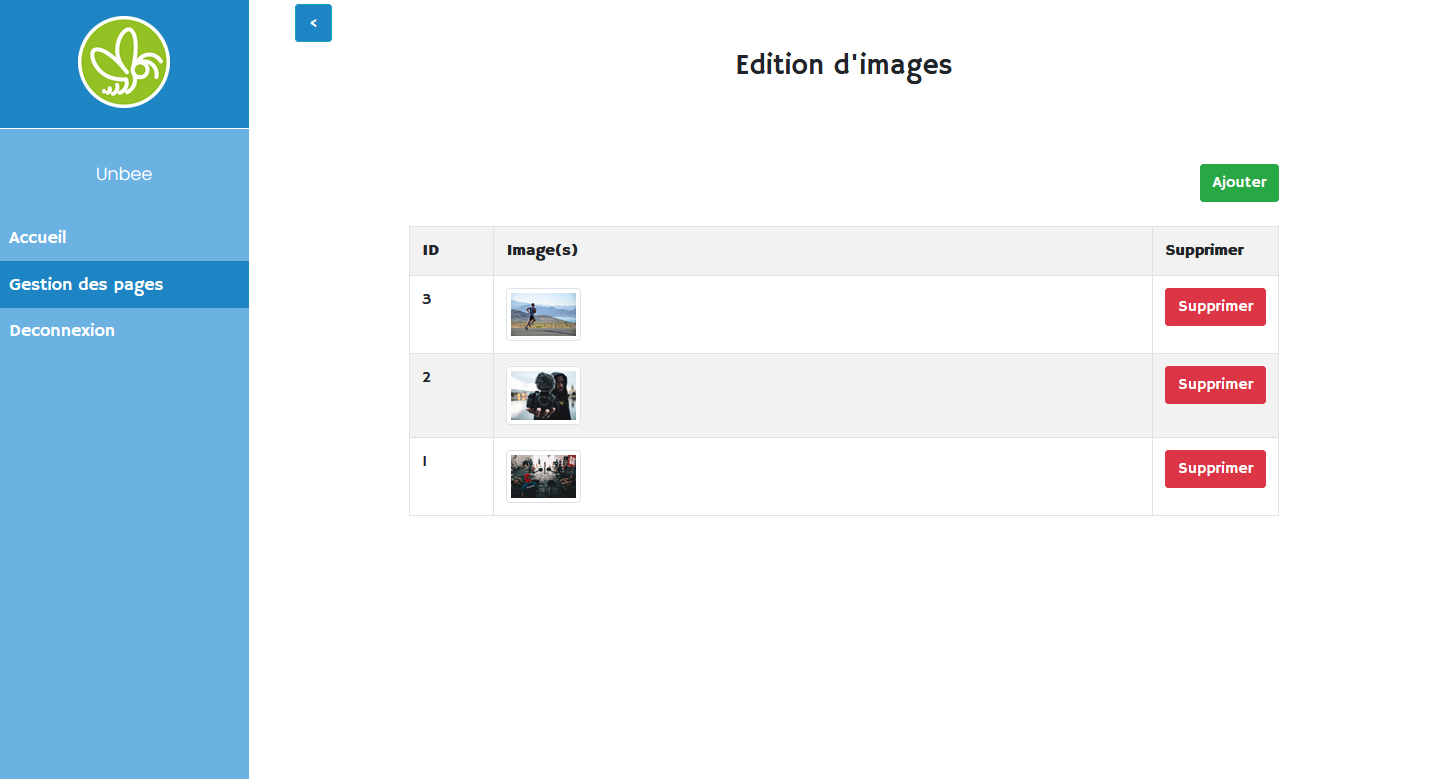 <
Edition d'images
Unbee
Accueil
Gestion des pages
Deconnexion
Ajouter
ID Image(s) Supprimer
3 Supprimer
2 Supprimer
1 Supprimer